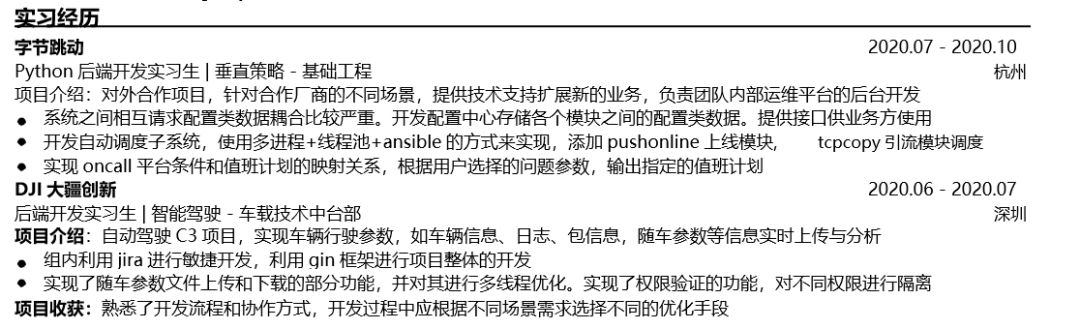 实习经历
字节跳动 2020.07 - 2020.10
Python 后端开发实习生 | 垂直策略 - 基础工程 杭州
项目介绍：对外合作项目，针对合作厂商的不同场景，提供技术支持扩展新的业务，负责团队内部运维平台的后台开发
● 系统之间相互请求配置类数据耦合比较严重。开发配置中心存储各个模块之间的配置类数据。提供接口供业务方使用
● 开发自动调度子系统，使用多进程+线程池+ansible 的方式来实现，添加 pushonline 上线模块, tcpcopy 引流模块调度
● 实现 oncall 平台条件和值班计划的映射关系，根据用户选择的问题参数，输出指定的值班计划
DJI 大疆创新 2020.06 - 2020.07
后端开发实习生 | 智能驾驶 - 车载技术中台部 深圳
项目介绍：自动驾驶 C3 项目，实现车辆行驶参数，如车辆信息、日志、包信息，随车参数等信息实时上传与分析
● 组内利用 jira 进行敏捷开发，利用 gin 框架进行项目整体的开发
● 实现了随车参数文件上传和下载的部分功能，并对其进行多线程优化。实现了权限验证的功能，对不同权限进行隔离
项目收获：熟悉了开发流程和协作方式，开发过程中应根据不同场景需求选择不同的优化手段